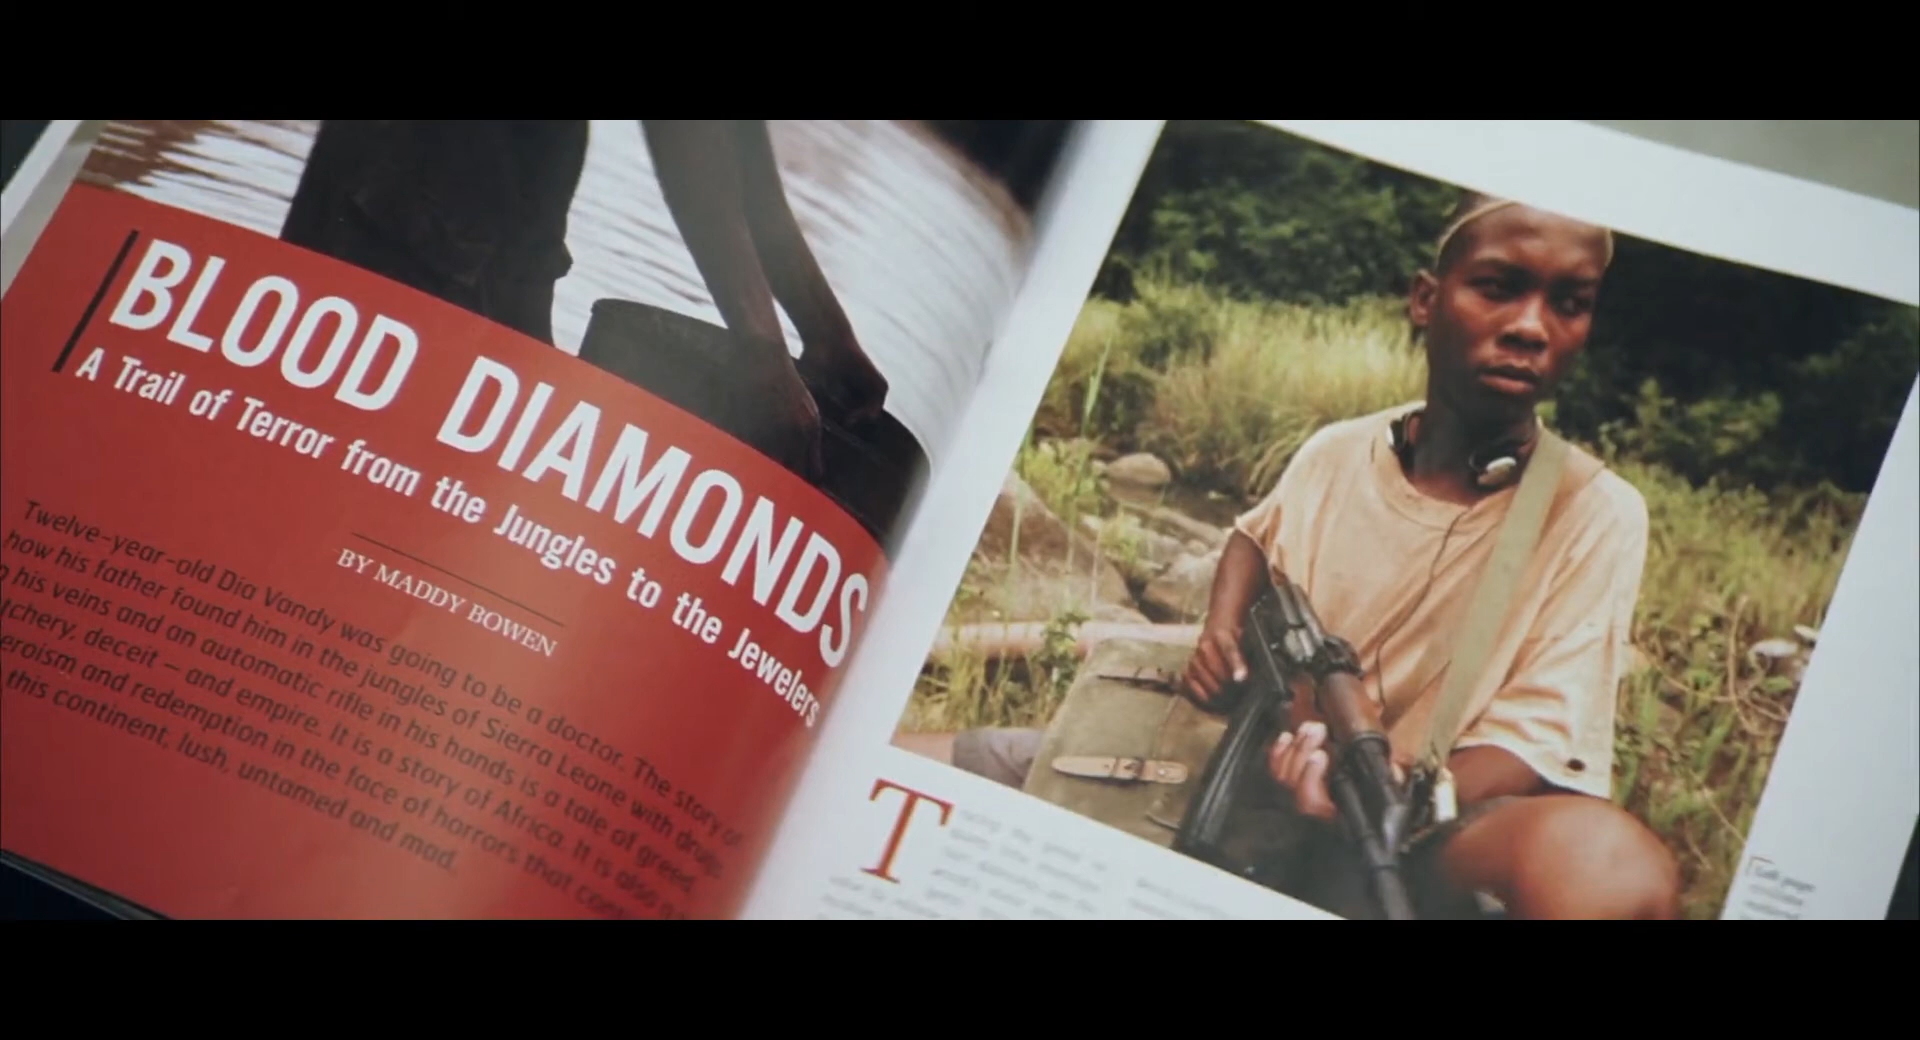 BLOOD DIAMONDS
A Trail of Terror from the Jungles to the Jewelers
BY MADDY BOWEN
Twelve-year-old Dia Vandy was going to be a doctor. The story of
how his father found him in the jungles of Sierra Leone with drugs
his veins and an automatic rifle in his hands is a tale of greed,
deceit – and empire. It is a story of Africa. It is also a
and redemption in the face of horrors that
this continent, lush, untamed and mad.
T